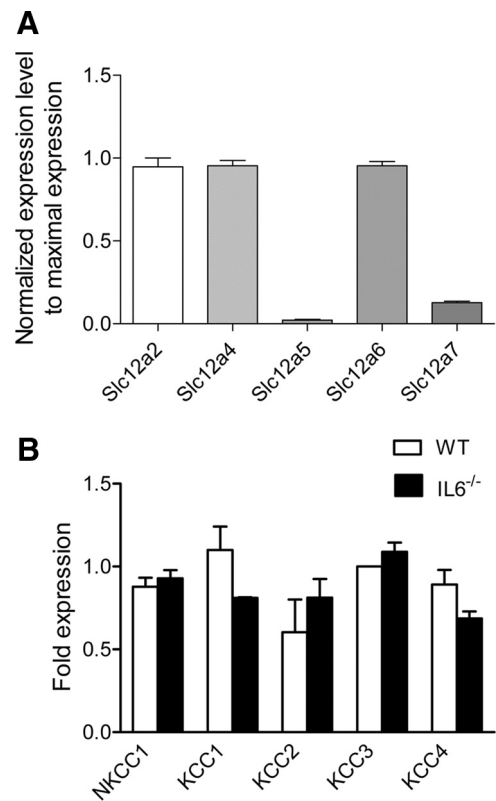 A
Normalized expression level
to maximal expression
1.5
1.0
0.5
0.0
Slc12a2
Slc12a4
Slc12a5
Slc12a6
Slc12a7
B
WT
IL6-/-
Fold expression
1.5
1.0
0.5
0.0
NKCC1
KCC1
KCC2
KCC3
KCC4